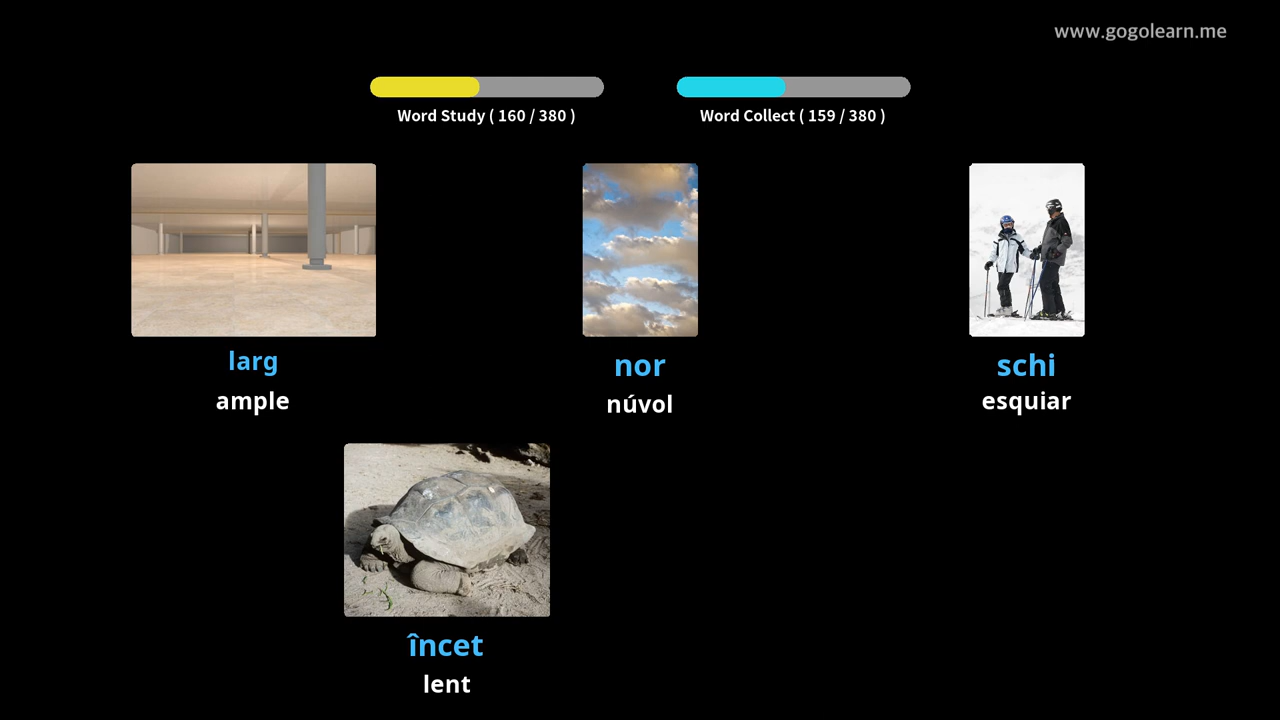 www.gogolearn.me
Word Study ( 160 / 380 )
Word Collect ( 159 / 380 )
larg
ample
nor
núvol
schi
esquiar
încet
lent